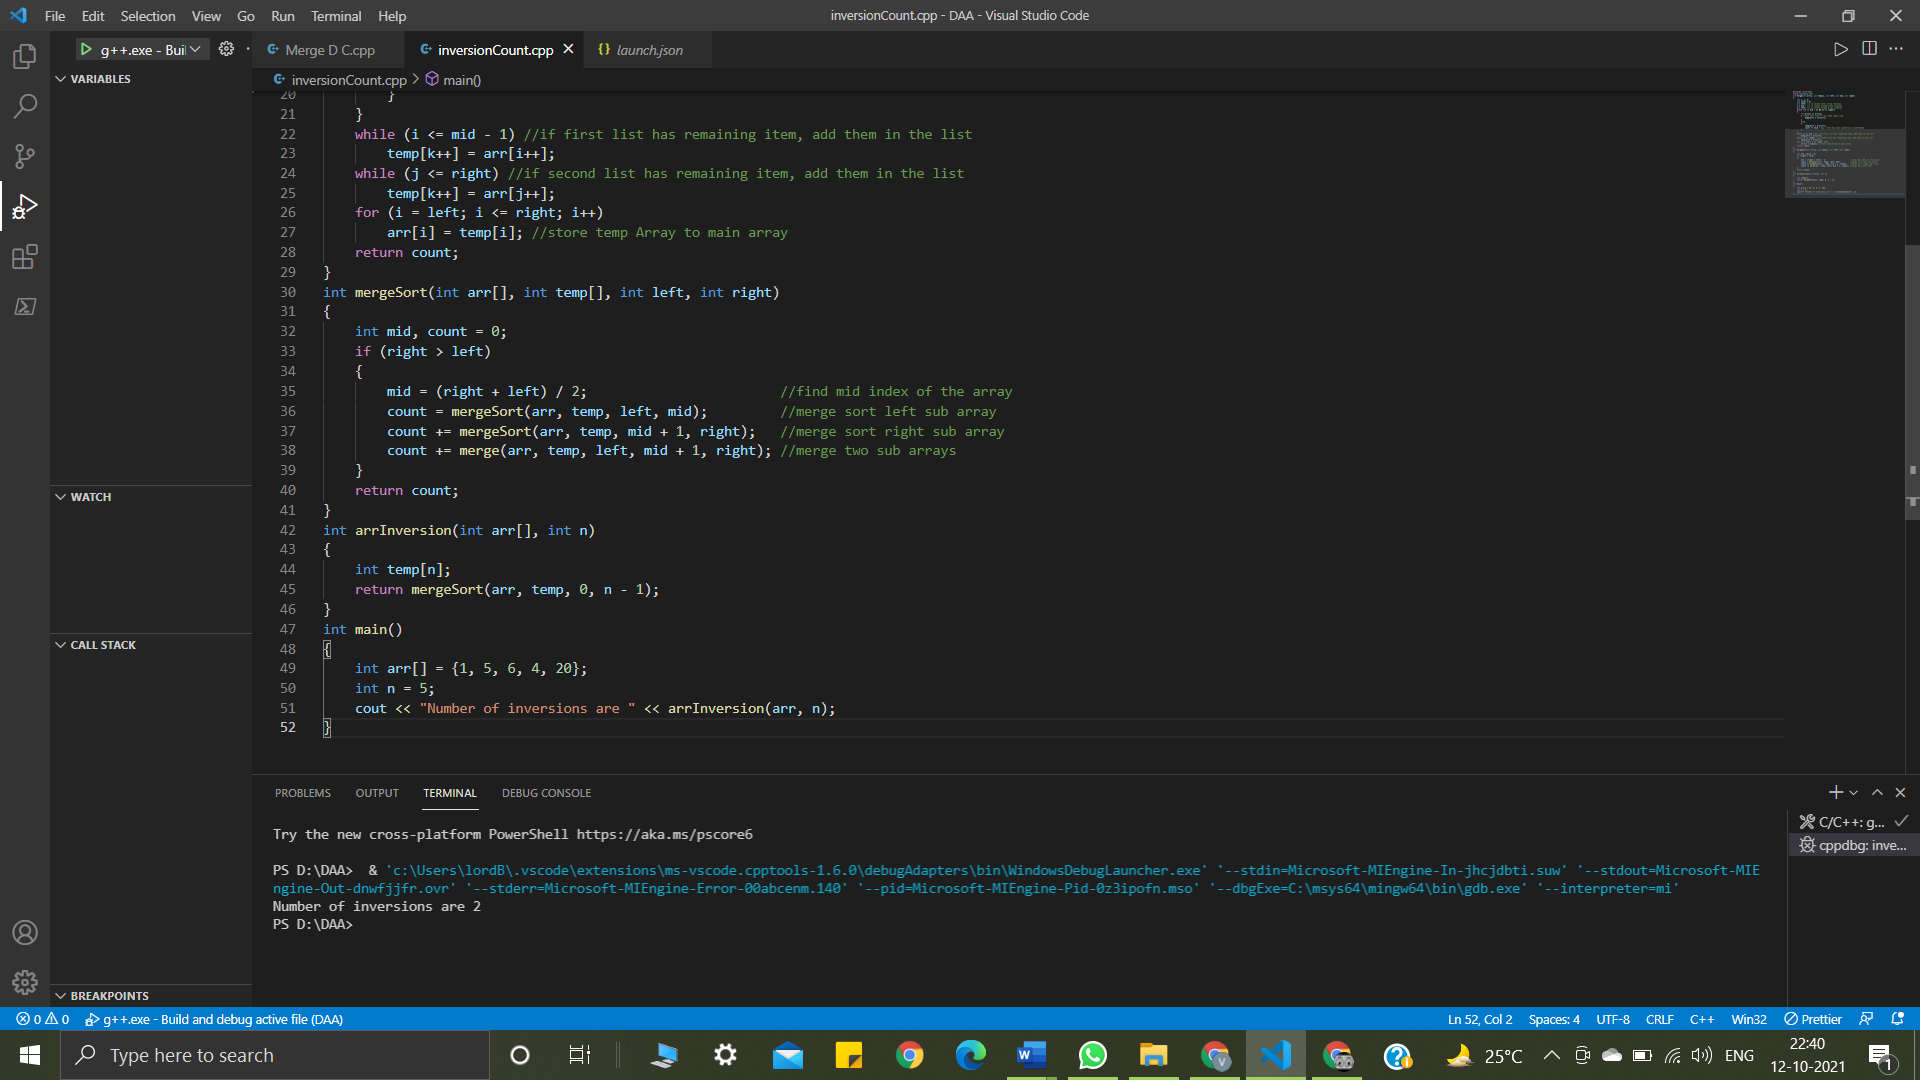 File Edit Selection View Go Run Terminal Help
inversionCount.cpp - DAA - Visual Studio Code
g++.exe - Buil
Merge D C.cpp
inversionCount.cpp
{} launch.json
VARIABLES
inversionCount.cpp > main()
20 }
21 }
22 while (i <= mid - 1) //if first list has remaining item, add them in the list
23 temp[k++] = arr[i++];
24 while (j <= right) //if second list has remaining item, add them in the list
25 temp[k++] = arr[j++];
26 for (i = left; i <= right; i++)
27 arr[i] = temp[i]; //store temp Array to main array
28 return count;
29 }
30 int mergeSort(int arr[], int temp[], int left, int right)
31 {
32 int mid, count = 0;
33 if (right > left)
34 {
35 mid = (right + left) / 2; //find mid index of the array
36 count = mergeSort(arr, temp, left, mid); //merge sort left sub array
37 count += mergeSort(arr, temp, mid + 1, right); //merge sort right sub array
38 count += merge(arr, temp, left, mid + 1, right); //merge two sub arrays
39 }
40 return count;
41 }
42 int arrInversion(int arr[], int n)
43 {
44 int temp[n];
45 return mergeSort(arr, temp, 0, n - 1);
46 }
47 int main()
48 {
49 int arr[] = {1, 5, 6, 4, 20};
50 int n = 5;
51 cout << "Number of inversions are " << arrInversion(arr, n);
52 }
WATCH
CALL STACK
BREAKPOINTS
PROBLEMS OUTPUT TERMINAL DEBUG CONSOLE
Try the new cross-platform PowerShell https://aka.ms/pscore6
PS D:\DAA> & 'c:\Users\lordB\.vscode\extensions\ms-vscode.cpptools-1.6.0\debugAdapters\bin\WindowsDebugLauncher.exe' '--stdin=Microsoft-MIEngine-In-jhcjdbti.suw' '--stdout=Microsoft-MIE
ngine-Out-dnwfjjfr.ovr' '--stderr=Microsoft-MIEngine-Error-00abcenm.140' '--pid=Microsoft-MIEngine-Pid-0z3ipofn.mso' '--dbgExe=C:\msys64\mingw64\bin\gdb.exe' '--interpreter=mi'
Number of inversions are 2
PS D:\DAA>
C/C++: g...
cppdbg: inve...
0 0 g++.exe - Build and debug active file (DAA)
Ln 52, Col 2 Spaces: 4 UTF-8 CRLF C++ Win32 Prettier
Type here to search
25°C
ENG
22:40
12-10-2021
1